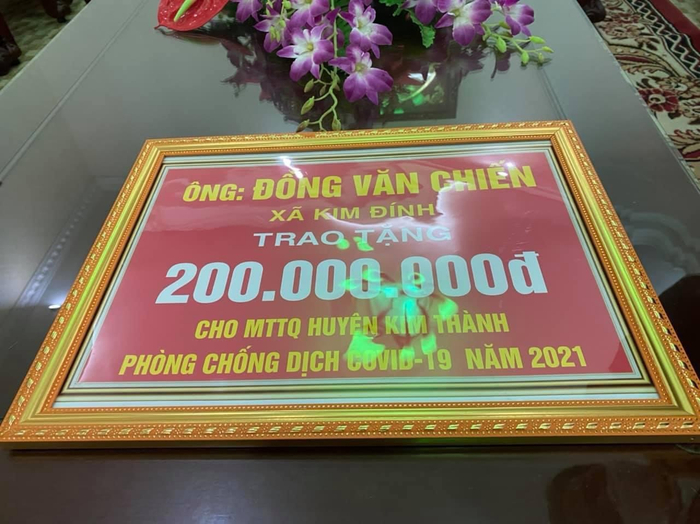 ÔNG: ĐỒNG VĂN CHIẾN
XÃ KIM ĐÍNH
TRAO TẶNG
200.000.000đ
CHO MTTQ HUYỆN KIM THÀNH
PHÒNG CHỐNG DỊCH COVID-19 NĂM 2021